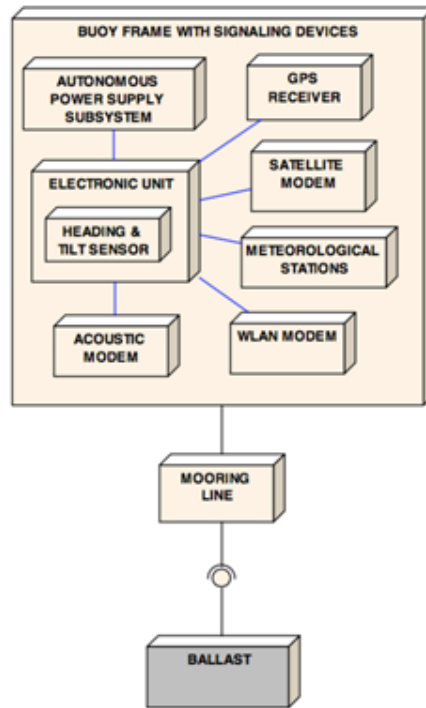 BUOY FRAME WITH SIGNALING DEVICES
AUTONOMOUS
POWER SUPPLY
SUBSYSTEM
GPS
RECEIVER
ELECTRONIC UNIT
HEADING &
TILT SENSOR
SATELLITE
MODEM
METEOROLOGICAL
STATIONS
ACOUSTIC
MODEM
WLAN MODEM
MOORING
LINE
BALLAST